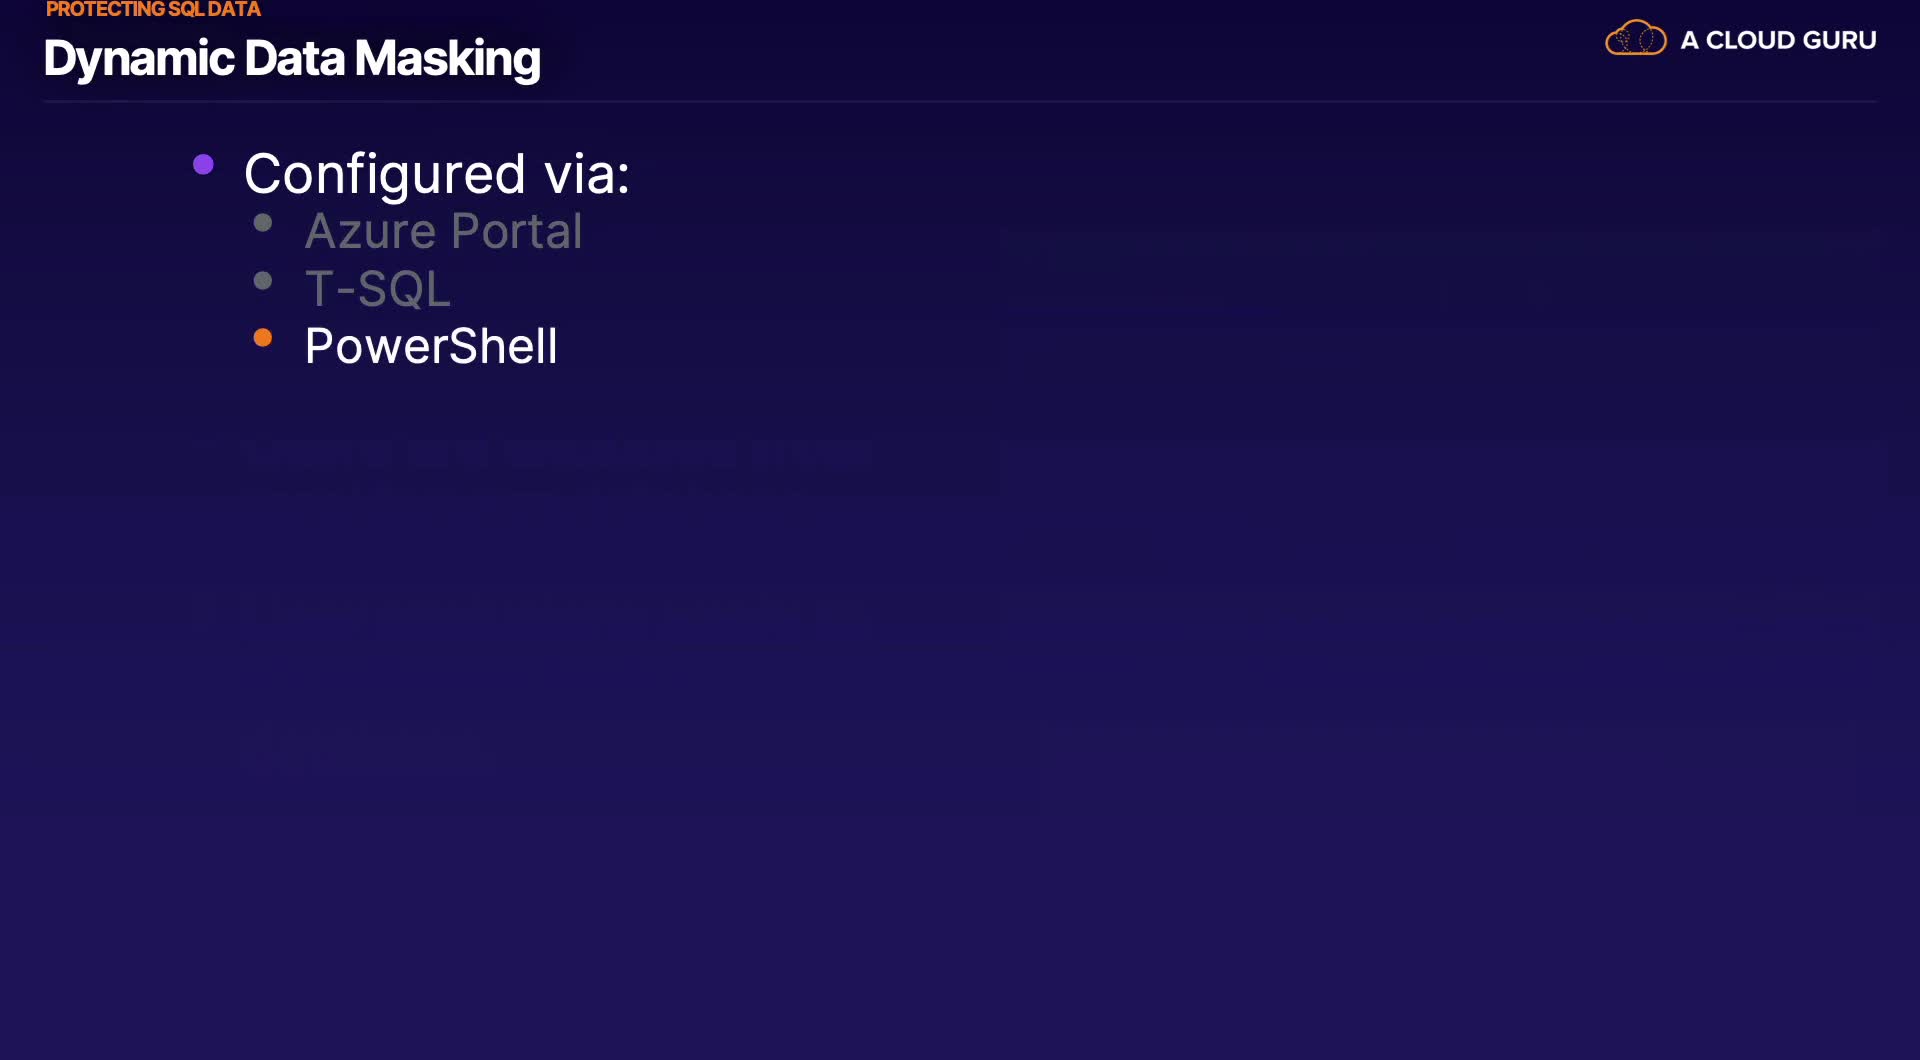 PROTECTING SQL DATA
Dynamic Data Masking
A CLOUD GURU
Configured via:
Azure Portal
T-SQL
PowerShell